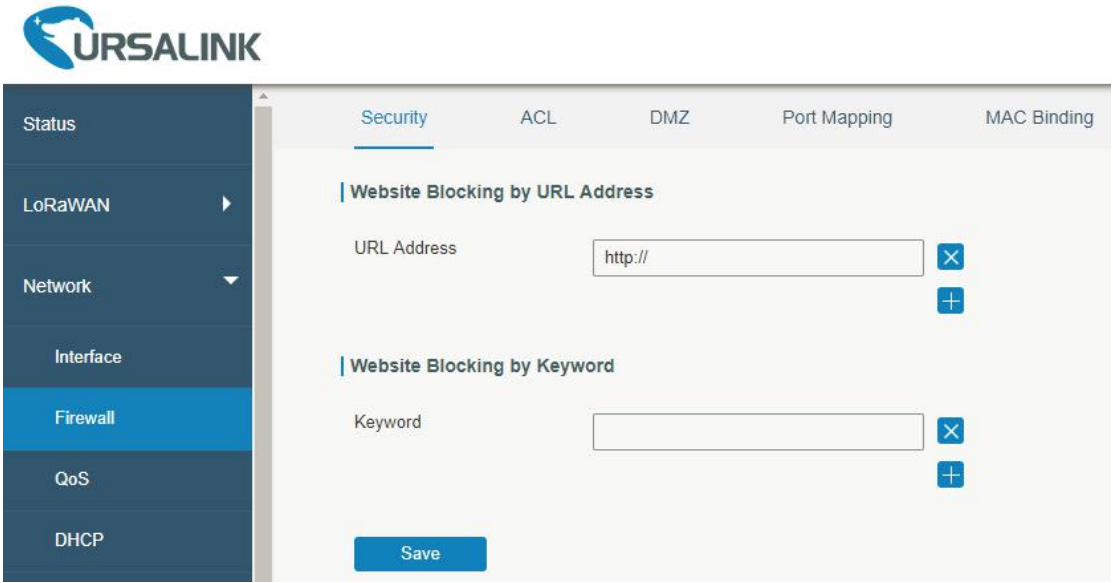 URSALINK
Status
LoRaWAN
Network
Interface
Firewall
QoS
DHCP
Security ACL DMZ Port Mapping MAC Binding
Website Blocking by URL Address
URL Address http://
Website Blocking by Keyword
Keyword
Save